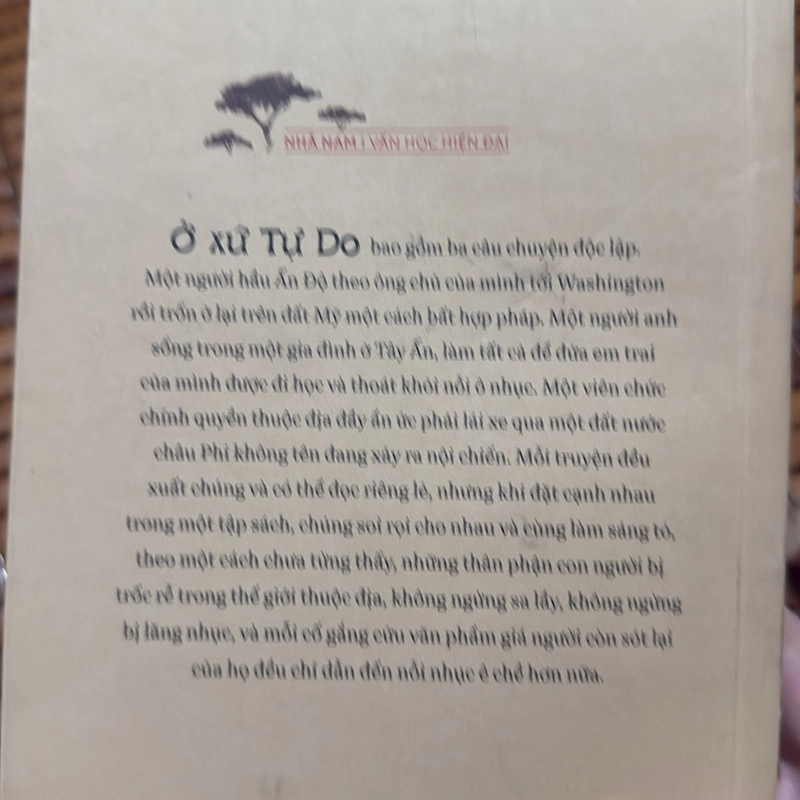 NHÃ NAM | VĂN HỌC HIỆN ĐẠI
Ở XỨ TỰ DO bao gồm ba câu chuyện độc lập.
Một người hầu Ấn Độ theo ông chủ của mình tới Washington
rồi trốn ở lại trên đất Mỹ một cách bất hợp pháp. Một người anh
sống trong một gia đình ở Tây Ấn, làm tất cả để đứa em trai
của mình được đi học và thoát khỏi nỗi ô nhục. Một viên chức
chính quyền thuộc địa đầy ẩn ức phải lái xe qua một đất nước
châu Phi không tên đang xảy ra nội chiến. Mỗi truyện đều
xuất chúng và có thể đọc riêng lẻ, nhưng khi đặt cạnh nhau
trong một tập sách, chúng soi rọi cho nhau và cùng làm sáng tỏ,
theo một cách chưa từng thấy, những thân phận con người bị
trốc rễ trong thế giới thuộc địa, không ngừng sa lầy, không ngừng
bị lăng nhục, và mỗi cố gắng cứu vãn phẩm giá người còn sót lại
của họ đều chỉ dẫn đến nỗi nhục ê chề hơn nữa.